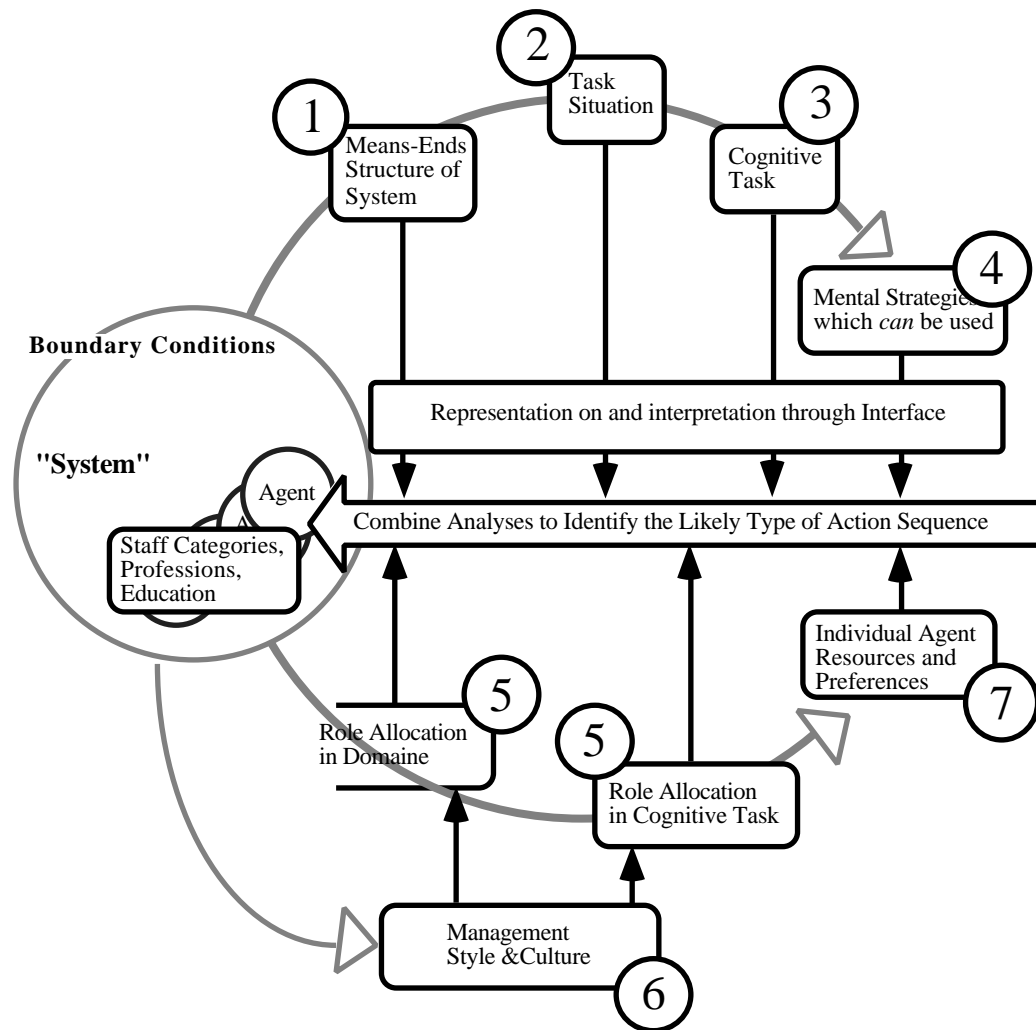 2
Task
Situation
1
Means-Ends
Structure of
System
3
Cognitive
Task
4
Mental Strategies
which can be used
Boundary Conditions
Representation on and interpretation through Interface
"System"
Agent
A
Combine Analyses to Identify the Likely Type of Action Sequence
Staff Categories,
Professions,
Education
Individual Agent
Resources and
Preferences
7
5
Role Allocation
in Domaine
5
Role Allocation
in Cognitive Task
Management
Style &Culture
6